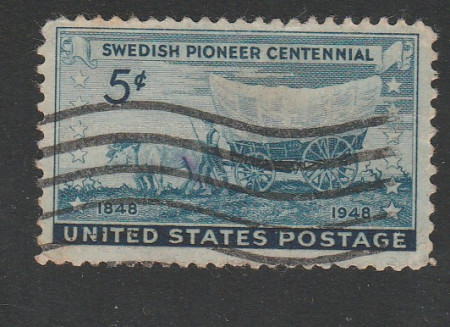 SWEDISH PIONEER CENTENNIAL
5¢
1848 1948
UNITED STATES POSTAGE